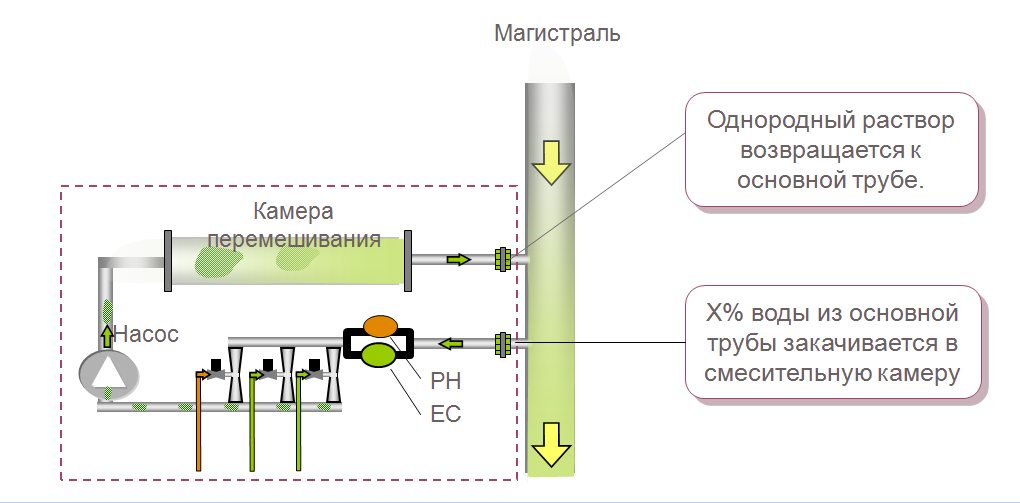 Магистраль
Однородный раствор
возвращается к
основной трубе.
Камера
перемешивания
Насос
X% воды из основной
трубы закачивается в
смесительную камеру
PH
EC